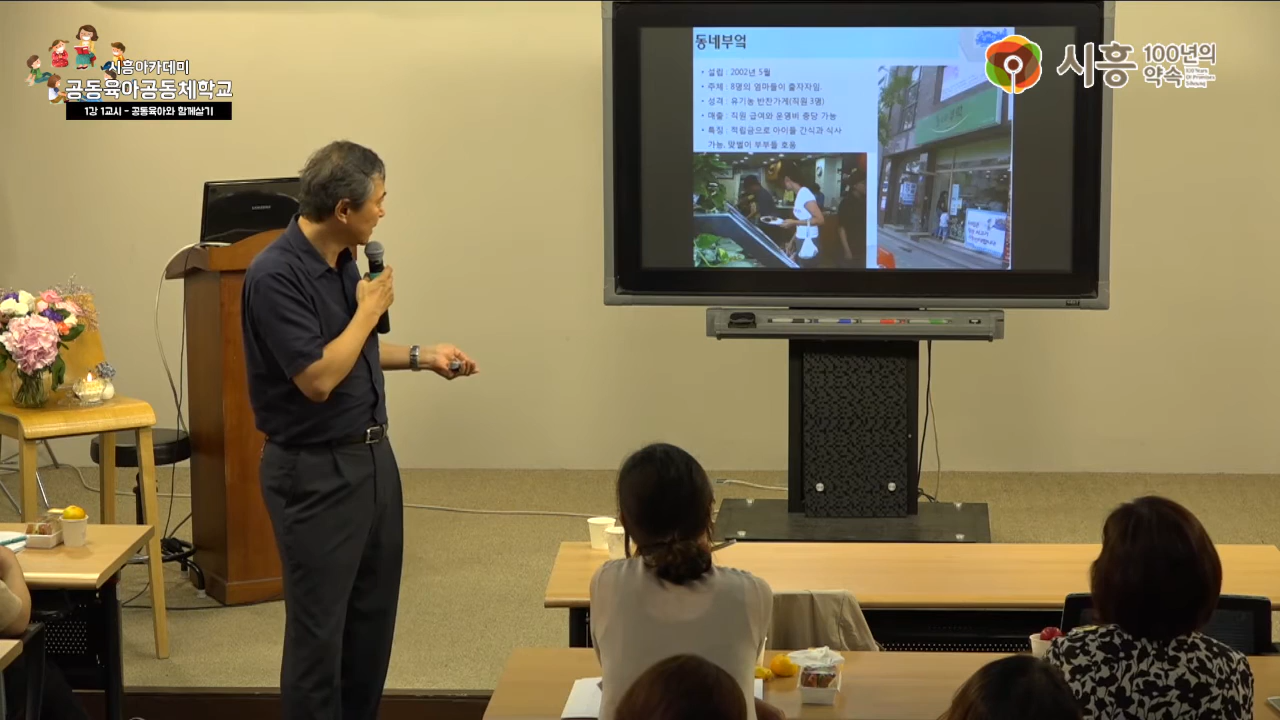 시흥아카데미
공동육아공동체학교
1강 1교시 - 공동육아와 함께살기
동네부엌
• 설립 : 2002년 5월
• 주체 : 8명의 엄마들이 출자자임.
• 성격 : 유기농 반찬가게(직원 3명)
• 매출 : 직원 급여와 운영비 충당 가능
• 특징 : 적립금으로 아이들 간식과 식사
가능, 맞벌이 부부들 호응
시흥
100년의
약속
SAMSUNG